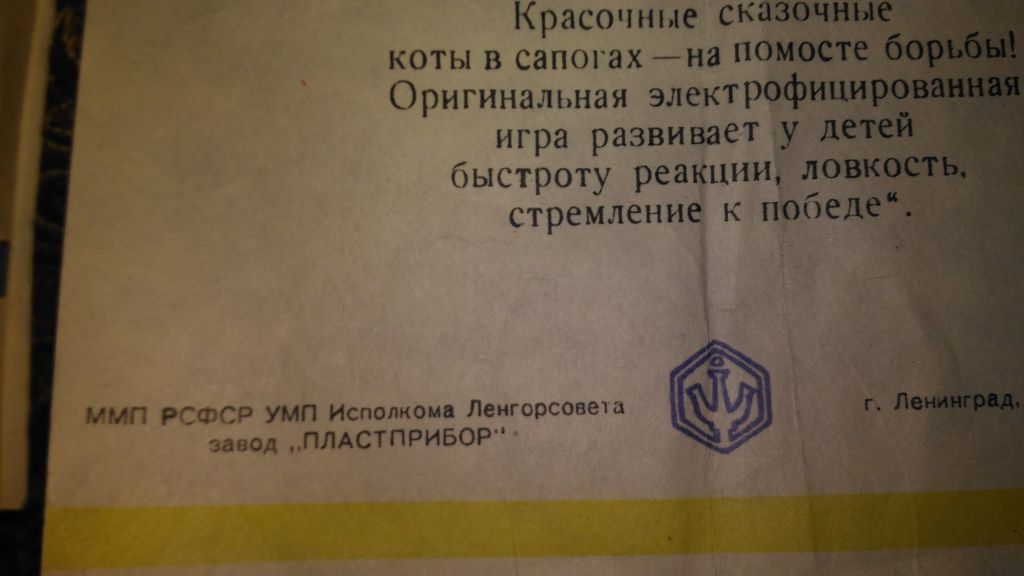 Красочные сказочные
коты в сапогах — на помосте борьбы!
Оригинальная электрофицированная
игра развивает у детей
быстроту реакции, ловкость,
стремление к победе“.
ММП РСФСР УМП Исполкома Ленгорсовета
завод „ПЛАСТПРИБОР“
г. Ленинград,